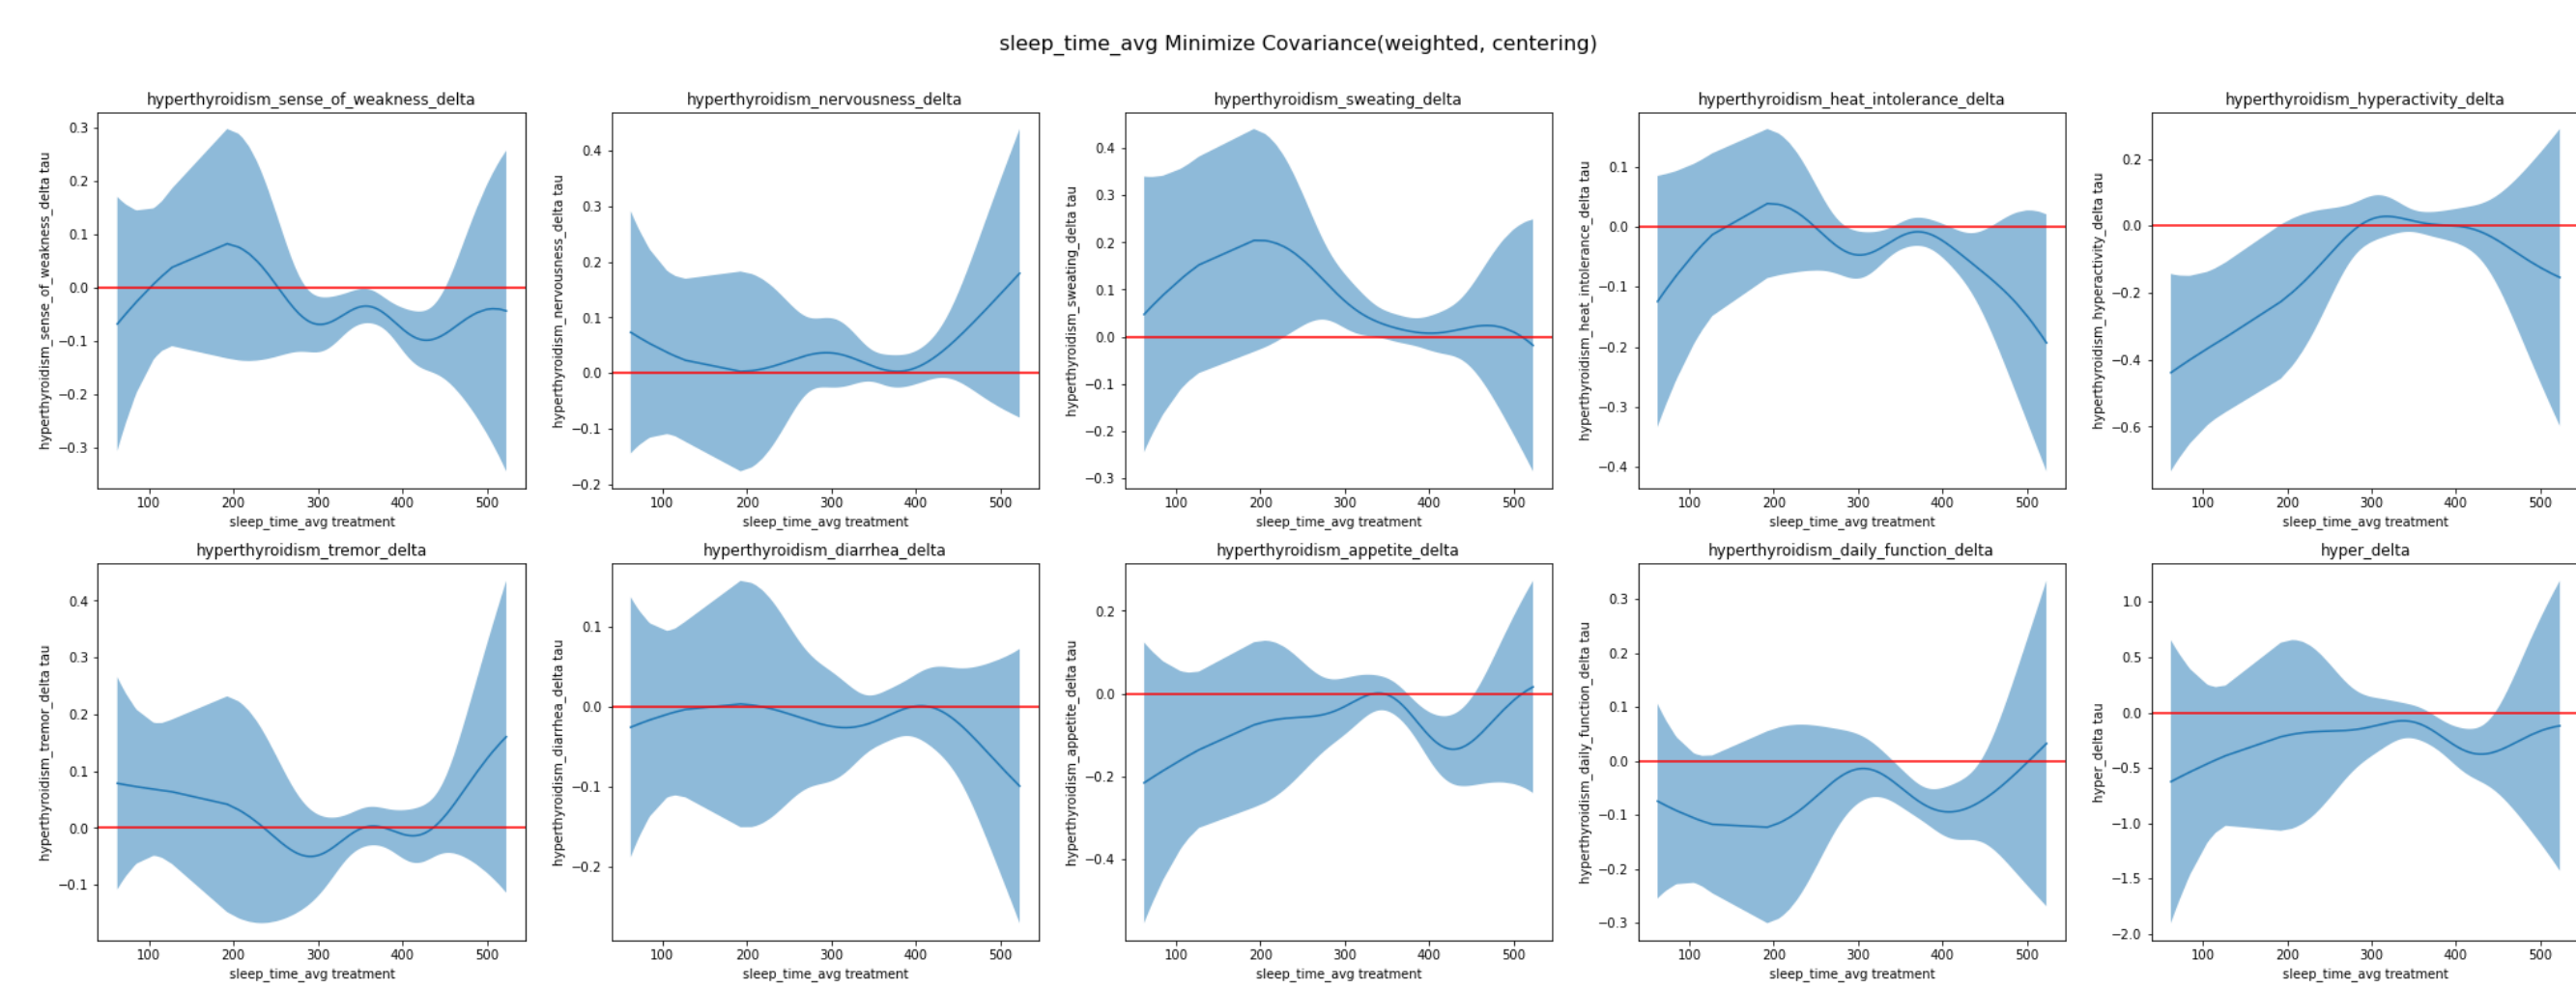 sleep_time_avg Minimize Covariance(weighted, centering)
hyperthyroidism_sense_of_weakness_delta
hyperthyroidism_sense_of_weakness_delta tau
0.3
0.2
0.1
0.0
−0.1
−0.2
−0.3
100 200 300 400 500
sleep_time_avg treatment
hyperthyroidism_nervousness_delta
hyperthyroidism_nervousness_delta tau
0.4
0.3
0.2
0.1
0.0
−0.1
−0.2
100 200 300 400 500
sleep_time_avg treatment
hyperthyroidism_sweating_delta
hyperthyroidism_sweating_delta tau
0.4
0.3
0.2
0.1
0.0
−0.1
−0.2
−0.3
100 200 300 400 500
sleep_time_avg treatment
hyperthyroidism_heat_intolerance_delta
hyperthyroidism_heat_intolerance_delta tau
0.1
0.0
−0.1
−0.2
−0.3
−0.4
100 200 300 400 500
sleep_time_avg treatment
hyperthyroidism_hyperactivity_delta
hyperthyroidism_hyperactivity_delta tau
0.2
0.0
−0.2
−0.4
−0.6
100 200 300 400 500
sleep_time_avg treatment
hyperthyroidism_tremor_delta
hyperthyroidism_tremor_delta tau
0.4
0.3
0.2
0.1
0.0
−0.1
100 200 300 400 500
sleep_time_avg treatment
hyperthyroidism_diarrhea_delta
hyperthyroidism_diarrhea_delta tau
0.1
0.0
−0.1
−0.2
100 200 300 400 500
sleep_time_avg treatment
hyperthyroidism_appetite_delta
hyperthyroidism_appetite_delta tau
0.2
0.0
−0.2
−0.4
100 200 300 400 500
sleep_time_avg treatment
hyperthyroidism_daily_function_delta
hyperthyroidism_daily_function_delta tau
0.3
0.2
0.1
0.0
−0.1
−0.2
−0.3
100 200 300 400 500
sleep_time_avg treatment
hyper_delta
hyper_delta tau
1.0
0.5
0.0
−0.5
−1.0
−1.5
−2.0
100 200 300 400 500
sleep_time_avg treatment